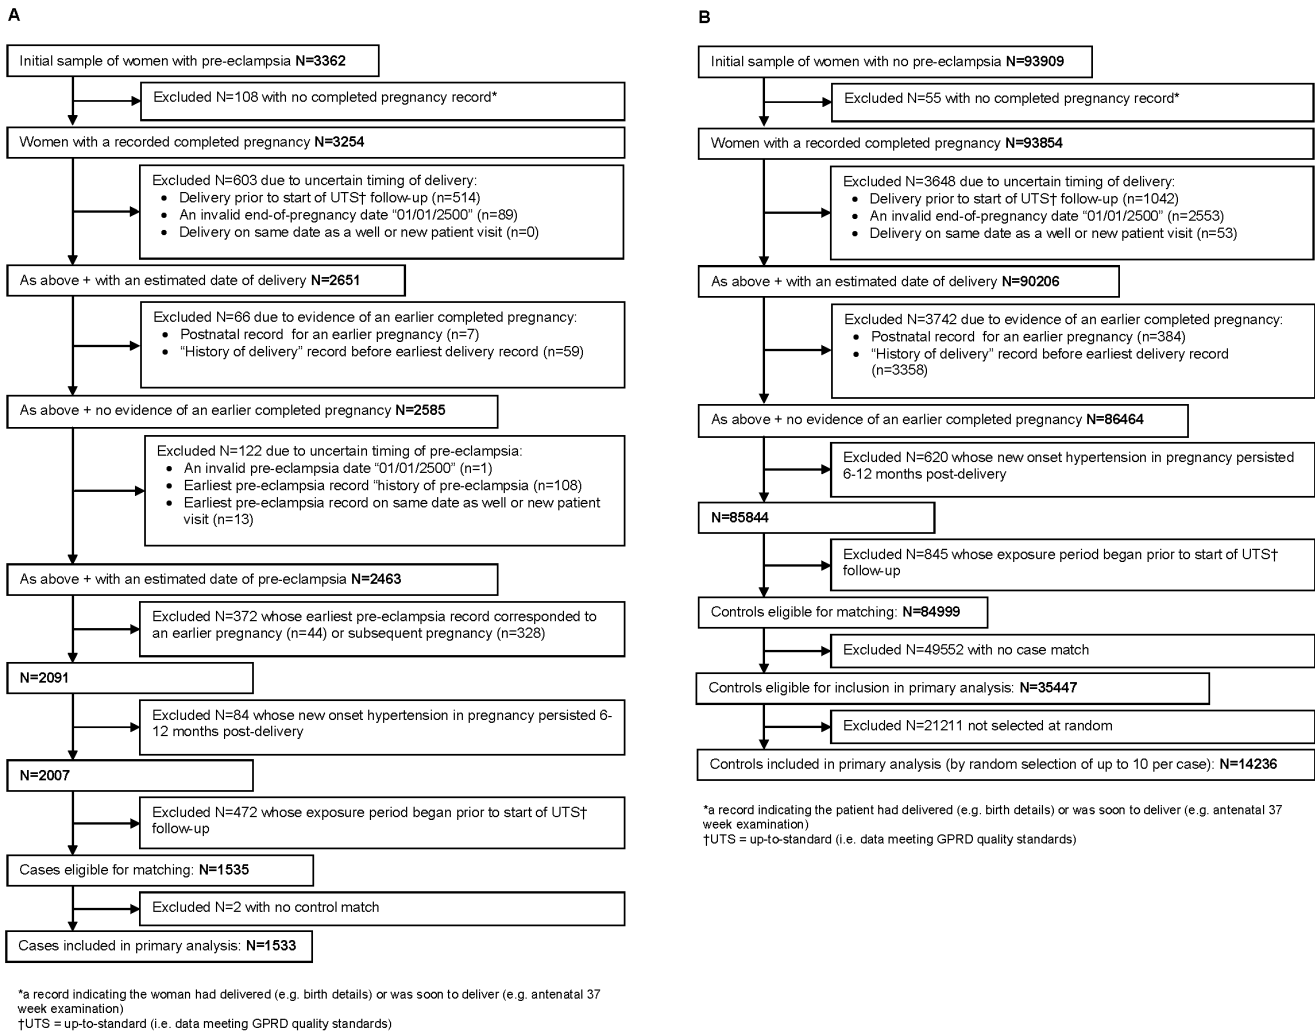 A
Initial sample of women with pre-eclampsia N=3362
Excluded N=108 with no completed pregnancy record*
Women with a recorded completed pregnancy N=3254
Excluded N=603 due to uncertain timing of delivery:
• Delivery prior to start of UTS† follow-up (n=514)
• An invalid end-of-pregnancy date “01/01/2500” (n=89)
• Delivery on same date as a well or new patient visit (n=0)
As above + with an estimated date of delivery N=2651
Excluded N=66 due to evidence of an earlier completed pregnancy:
• Postnatal record for an earlier pregnancy (n=7)
• “History of delivery” record before earliest delivery record (n=59)
As above + no evidence of an earlier completed pregnancy N=2585
Excluded N=122 due to uncertain timing of pre-eclampsia:
• An invalid pre-eclampsia date “01/01/2500” (n=1)
• Earliest pre-eclampsia record “history of pre-eclampsia (n=108)
• Earliest pre-eclampsia record on same date as well or new patient
visit (n=13)
As above + with an estimated date of pre-eclampsia N=2463
Excluded N=372 whose earliest pre-eclampsia record corresponded to
an earlier pregnancy (n=44) or subsequent pregnancy (n=328)
N=2091
Excluded N=84 whose new onset hypertension in pregnancy persisted 6-
12 months post-delivery
N=2007
Excluded N=472 whose exposure period began prior to start of UTS†
follow-up
Cases eligible for matching: N=1535
Excluded N=2 with no control match
Cases included in primary analysis: N=1533
*a record indicating the woman had delivered (e.g. birth details) or was soon to deliver (e.g. antenatal 37
week examination)
†UTS = up-to-standard (i.e. data meeting GPRD quality standards)
B
Initial sample of women with no pre-eclampsia N=93909
Excluded N=55 with no completed pregnancy record*
Women with a recorded completed pregnancy N=93854
Excluded N=3648 due to uncertain timing of delivery:
• Delivery prior to start of UTS† follow-up (n=1042)
• An invalid end-of-pregnancy date “01/01/2500” (n=2553)
• Delivery on same date as a well or new patient visit (n=53)
As above + with an estimated date of delivery N=90206
Excluded N=3742 due to evidence of an earlier completed pregnancy:
• Postnatal record for an earlier pregnancy (n=384)
• “History of delivery” record before earliest delivery record
(n=3358)
As above + no evidence of an earlier completed pregnancy N=86464
Excluded N=620 whose new onset hypertension in pregnancy persisted
6-12 months post-delivery
N=85844
Excluded N=845 whose exposure period began prior to start of UTS†
follow-up
Controls eligible for matching: N=84999
Excluded N=49552 with no case match
Controls eligible for inclusion in primary analysis: N=35447
Excluded N=21211 not selected at random
Controls included in primary analysis (by random selection of up to 10 per case): N=14236
*a record indicating the patient had delivered (e.g. birth details) or was soon to deliver (e.g. antenatal 37
week examination)
†UTS = up-to-standard (i.e. data meeting GPRD quality standards)